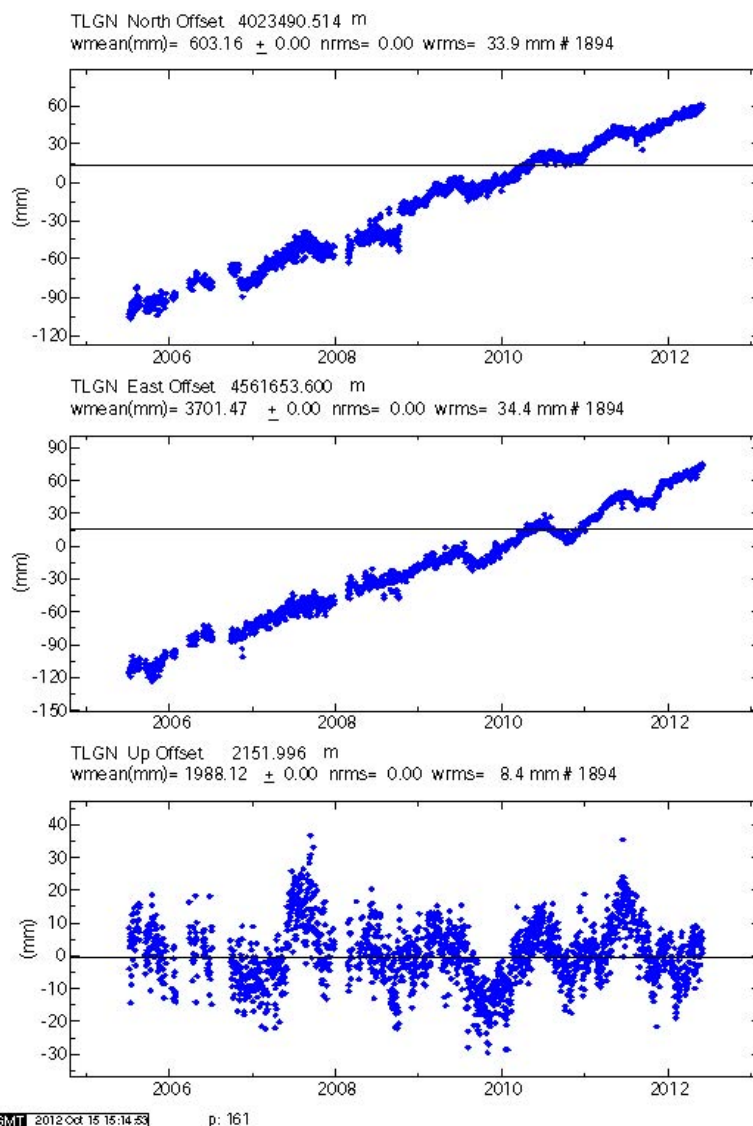 TLGN North Offset 4023490.514 m
wmean(mm)= 603.16 ± 0.00 nrms= 0.00 wrms= 33.9 mm # 1894
60
30
0
-30
-60
-90
-120
(mm)
2006 2008 2010 2012
TLGN East Offset 4561653.600 m
wmean(mm)= 3701.47 ± 0.00 nrms= 0.00 wrms= 34.4 mm # 1894
90
60
30
0
-30
-60
-90
-120
-150
(mm)
2006 2008 2010 2012
TLGN Up Offset 2151.996 m
wmean(mm)= 1988.12 ± 0.00 nrms= 0.00 wrms= 8.4 mm # 1894
40
30
20
10
0
-10
-20
-30
(mm)
2006 2008 2010 2012
GMT 2012 Oct 15 15:14:53 p: 161